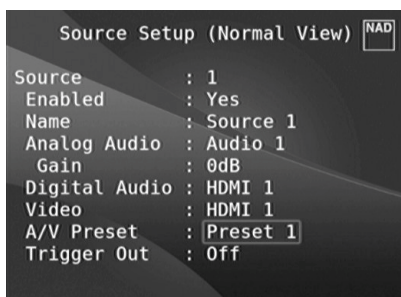 Source Setup (Normal View) NAD
Source : 1
Enabled : Yes
Name : Source 1
Analog Audio : Audio 1
Gain : 0dB
Digital Audio : HDMI 1
Video : HDMI 1
A/V Preset : Preset 1
Trigger Out : Off